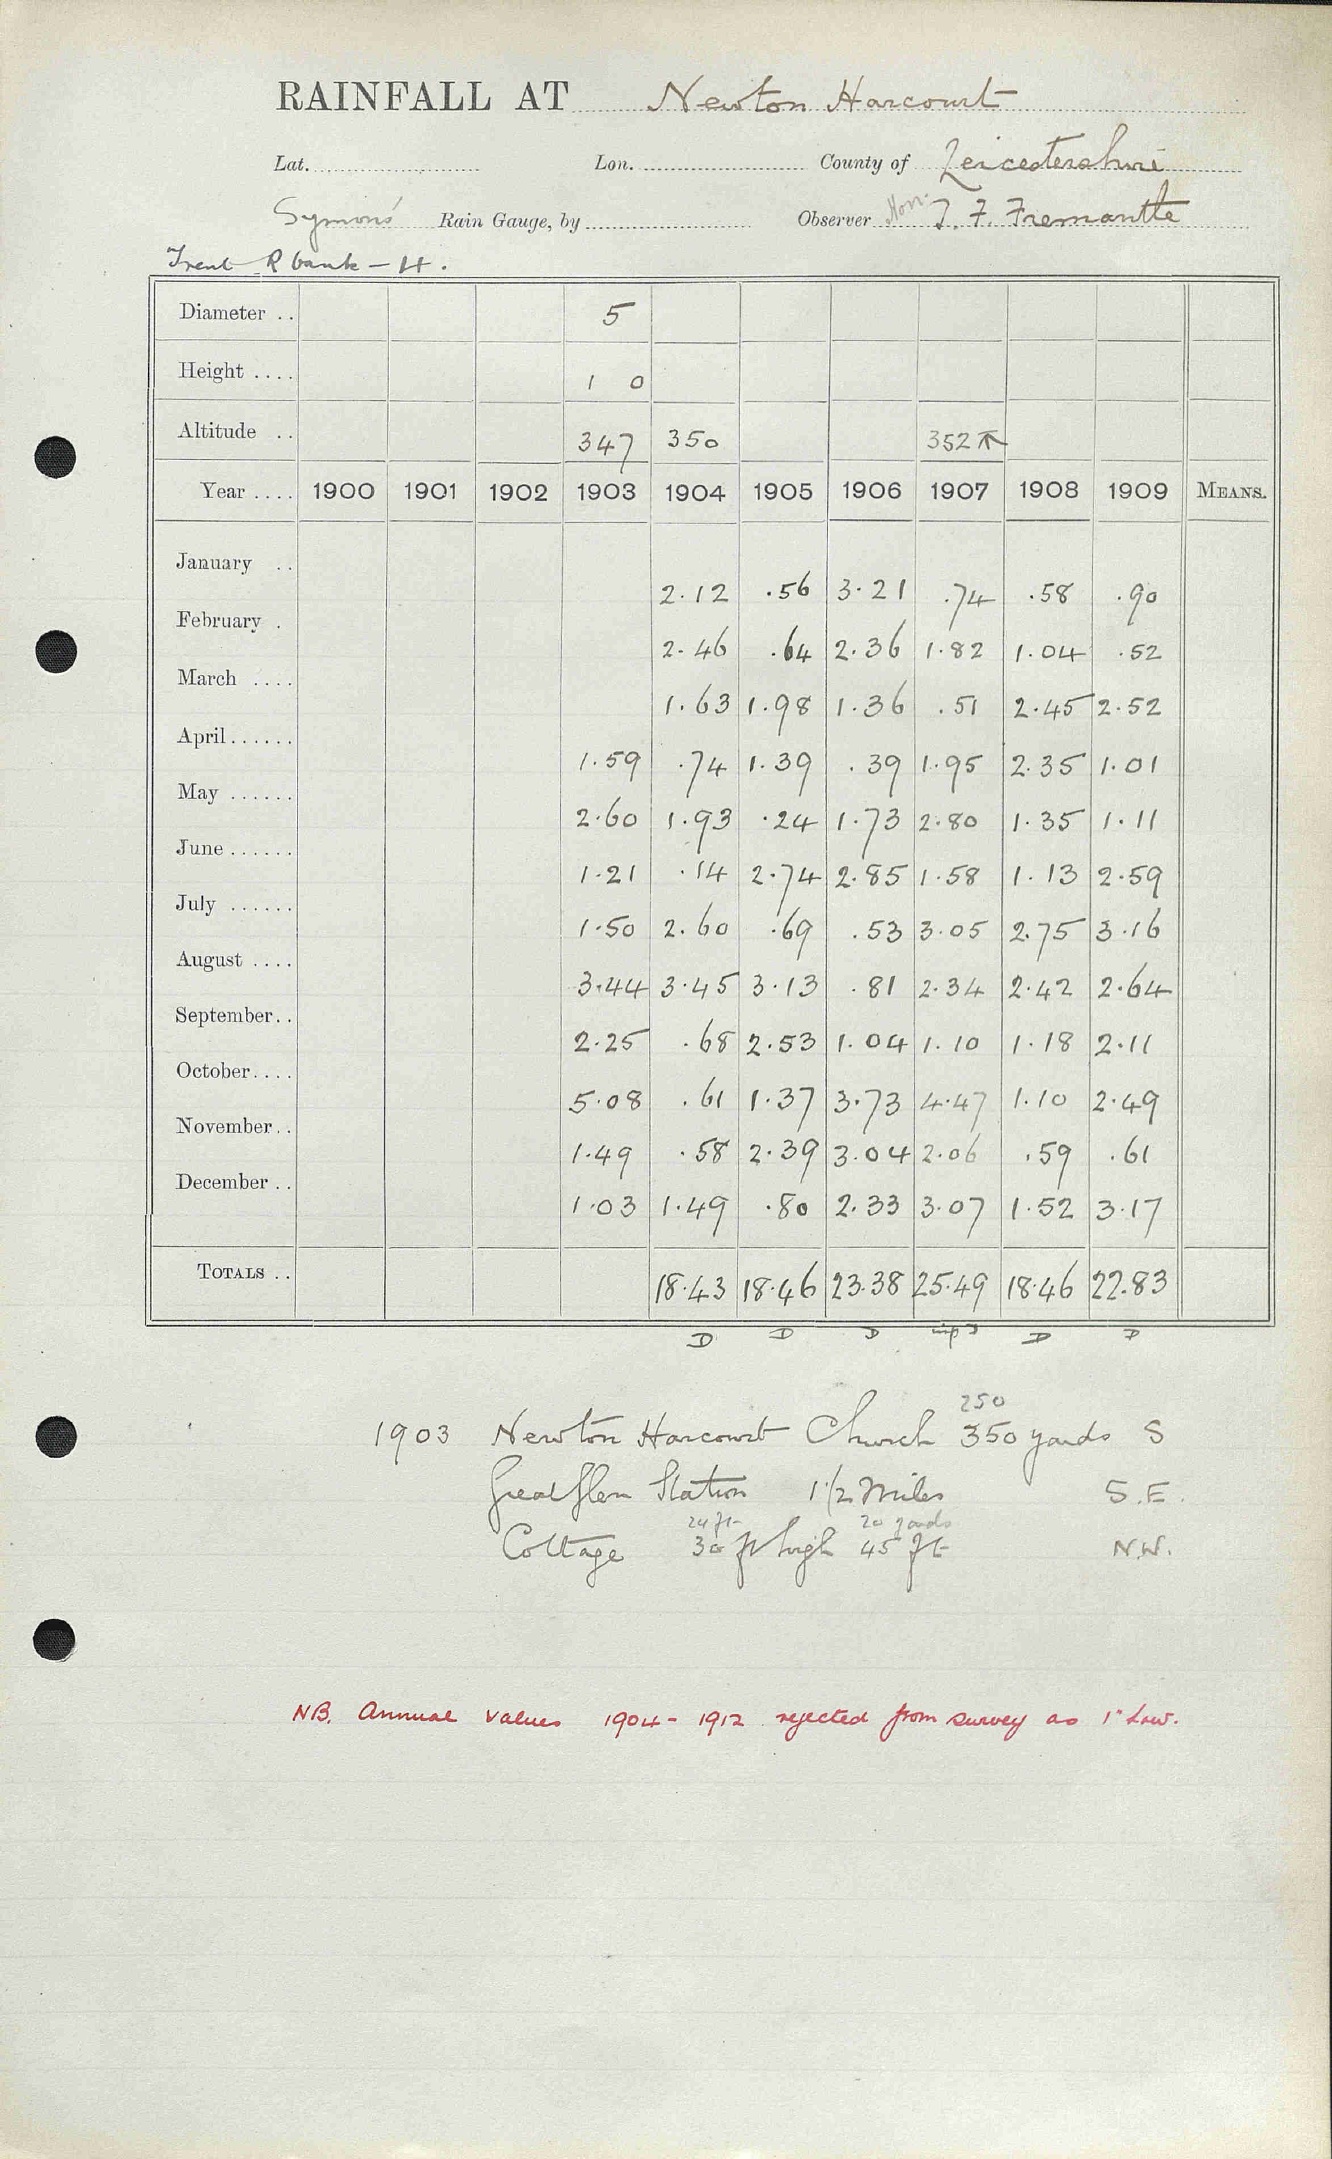 RAINFALL AT Newton Harcourt
Lat. Lon. County of Leicestershire
Symons' Rain Gauge, by Observer Hon. T. F. Fremantle
Trent R bank - H.
Diameter .. 5
Height .... 1 0
Altitude .. 347 350 352
Year .... 1900 1901 1902 1903 1904 1905 1906 1907 1908 1909 MEANS.
January .. 2.12 .56 3.21 .74 .58 .90
February . 2.46 .64 2.36 1.82 1.04 .52
March .... 1.63 1.98 1.36 .51 2.45 2.52
April ...... 1.59 .74 1.39 .39 1.95 2.35 1.01
May ...... 2.60 1.93 .24 1.73 2.80 1.35 1.11
June ...... 1.21 .14 2.74 2.85 1.58 1.13 2.59
July ...... 1.50 2.60 .69 .53 3.05 2.75 3.16
August .... 3.44 3.45 3.13 .81 2.34 2.42 2.64
September.. 2.25 .68 2.53 1.04 1.10 1.18 2.11
October.... 5.08 .61 1.37 3.73 4.47 1.10 2.49
November.. 1.49 .58 2.39 3.04 2.06 .59 .61
December .. 1.03 1.49 .80 2.33 3.07 1.52 3.17
TOTALS .. 18.43 18.46 23.38 25.49 18.46 22.83
D D D D D
250
1903 Newton Harcourt Church 350 yards S
Great Glen Station 1 1/2 Miles S.E.
24 ft 20 yards
Cottage 30 ft high 45 ft N.W.
NB. Annual values 1904 - 1912 rejected from survey as 1" low.